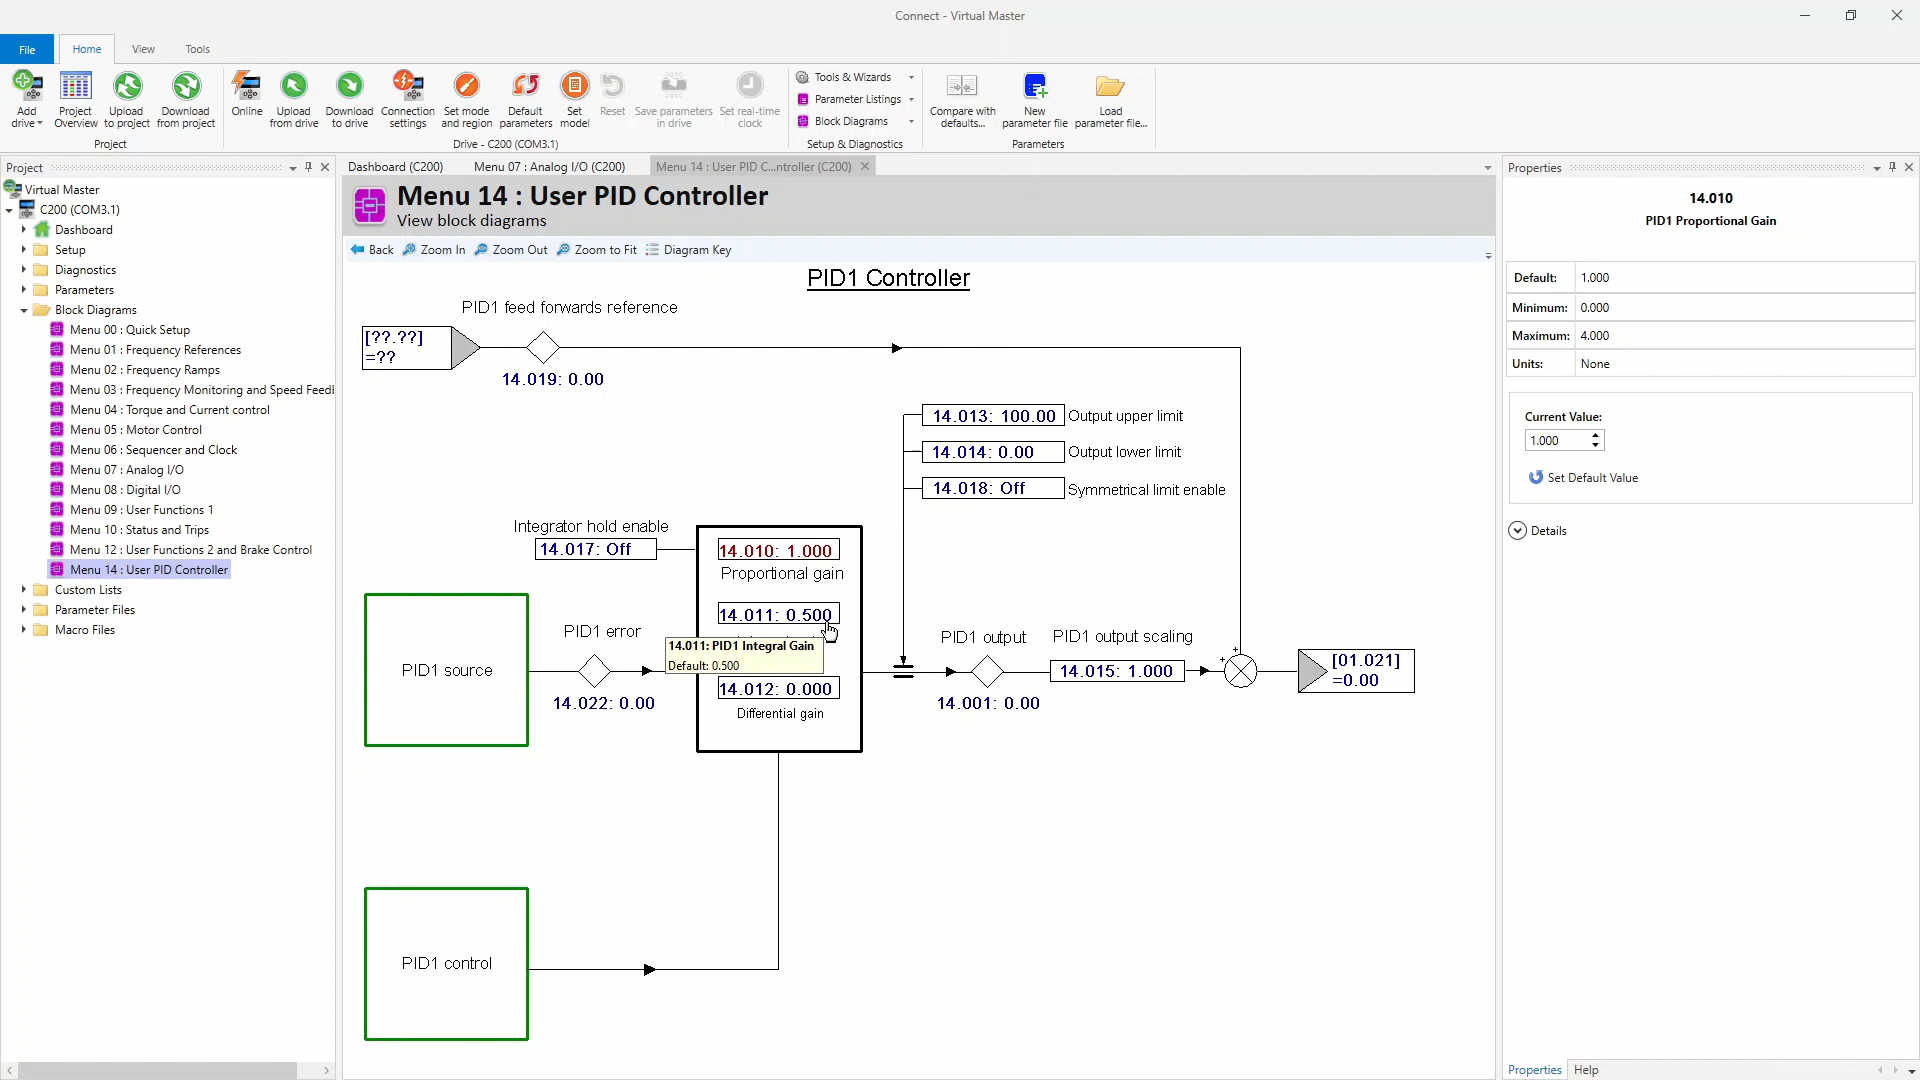 Connect - Virtual Master
File
Home
View
Tools
Add drive
Project Overview
Upload to project
Download from project
Project
Online
Upload from drive
Download to drive
Connection settings
Set mode and region
Default parameters
Set model
Reset
Save parameters in drive
Set real-time clock
Drive - C200 (COM3.1)
Tools & Wizards
Parameter Listings
Block Diagrams
Setup & Diagnostics
Compare with defaults...
New parameter file
Load parameter file...
Parameters
Project
Virtual Master
C200 (COM3.1)
Dashboard
Setup
Diagnostics
Parameters
Block Diagrams
Menu 00 : Quick Setup
Menu 01 : Frequency References
Menu 02 : Frequency Ramps
Menu 03 : Frequency Monitoring and Speed Feed
Menu 04 : Torque and Current control
Menu 05 : Motor Control
Menu 06 : Sequencer and Clock
Menu 07 : Analog I/O
Menu 08 : Digital I/O
Menu 09 : User Functions 1
Menu 10 : Status and Trips
Menu 12 : User Functions 2 and Brake Control
Menu 14 : User PID Controller
Custom Lists
Parameter Files
Macro Files
Dashboard (C200)
Menu 07 : Analog I/O (C200)
Menu 14 : User PID C...ntroller (C200)
Menu 14 : User PID Controller
View block diagrams
Back
Zoom In
Zoom Out
Zoom to Fit
Diagram Key
PID1 Controller
PID1 feed forwards reference
[??.??]
=??
14.019: 0.00
14.013: 100.00 Output upper limit
14.014: 0.00 Output lower limit
14.018: Off Symmetrical limit enable
Integrator hold enable
14.017: Off
14.010: 1.000
Proportional gain
14.011: 0.500
14.011: PID1 Integral Gain
Default: 0.500
14.012: 0.000
Differential gain
PID1 source
PID1 error
14.022: 0.00
PID1 output
14.001: 0.00
PID1 output scaling
14.015: 1.000
+
+
[01.021]
=0.00
PID1 control
Properties
14.010
PID1 Proportional Gain
Default: 1.000
Minimum: 0.000
Maximum: 4.000
Units: None
Current Value:
1.000
Set Default Value
Details
Properties
Help